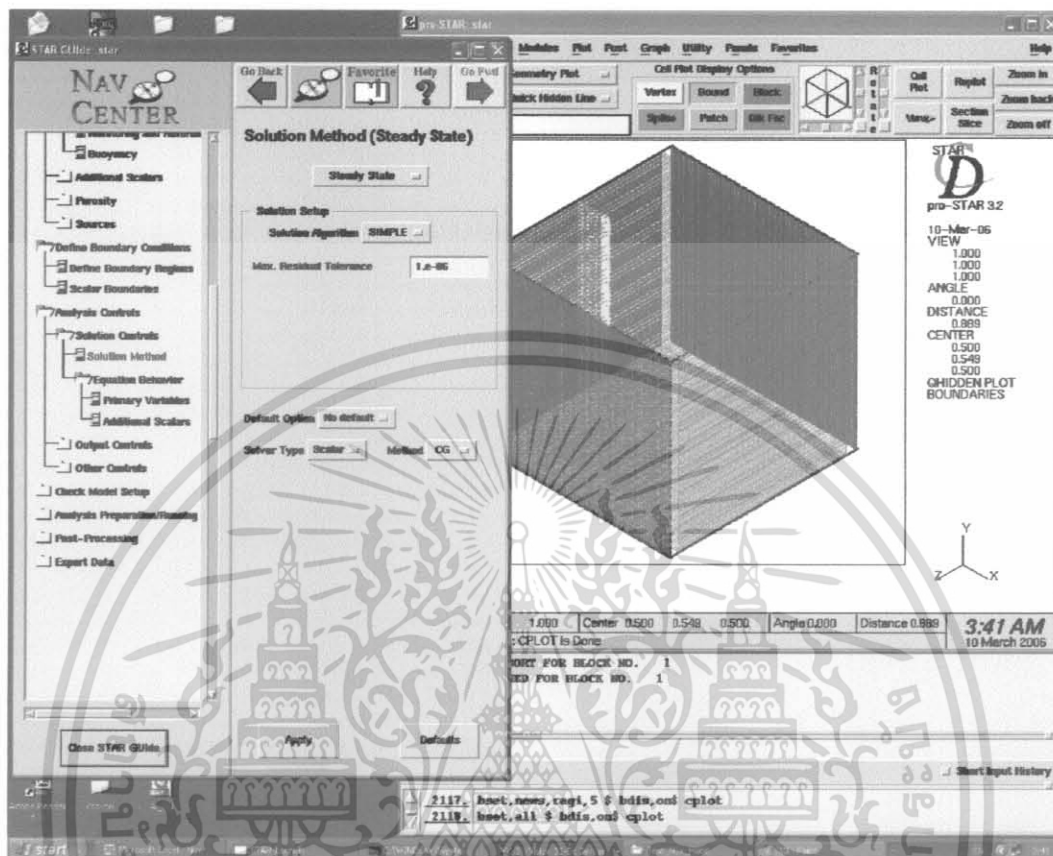 STAR GUIde: star
NAV CENTER
Buoyancy
Additional Scalars
Porosity
Sources
Define Boundary Conditions
Define Boundary Regions
Scalar Boundaries
Analysis Controls
Solution Controls
Solution Method
Equation Behavior
Primary Variables
Additional Scalars
Output Controls
Other Controls
Check Model Setup
Analysis Preparation/Running
Post-Processing
Export Data
Close STAR GUIde
Go Back
Favorite
Help
Go Fwd
Solution Method (Steady State)
Steady State
Solution Setup
Solution Algorithm SIMPLE
Max. Residual Tolerance 1.e-06
Default Option No default
Solver Type Scalar Method CG
Apply Defaults
pro-STAR: star
Modules Plot Post Graph Utility Panels Favorites Help
Geometry Plot
Quick Hidden Line
Cell Plot Display Options
Vertex Bound Block
Spline Patch Blk Fac
Rotate
Cell Plot
Replot
View
Section Slice
Zoom in
Zoom back
Zoom off
STAR
CD
pro-STAR 3.2
10-Mar-06
VIEW
1.000
1.000
1.000
ANGLE
0.000
DISTANCE
0.889
CENTER
0.500
0.549
0.500
QHIDDEN PLOT
BOUNDARIES
Y
Z X
1.000 Center 0.500 0.549 0.500 Angle 0.000 Distance 0.889
: CPLOT Is Done
3:41 AM
10 March 2006
FOR BLOCK NO. 1
FOR BLOCK NO. 1
Short Input History
2117. bset,news,regi,5 $ bdis,on$ cplot
2118. bset,all $ bdis,on$ cplot
start